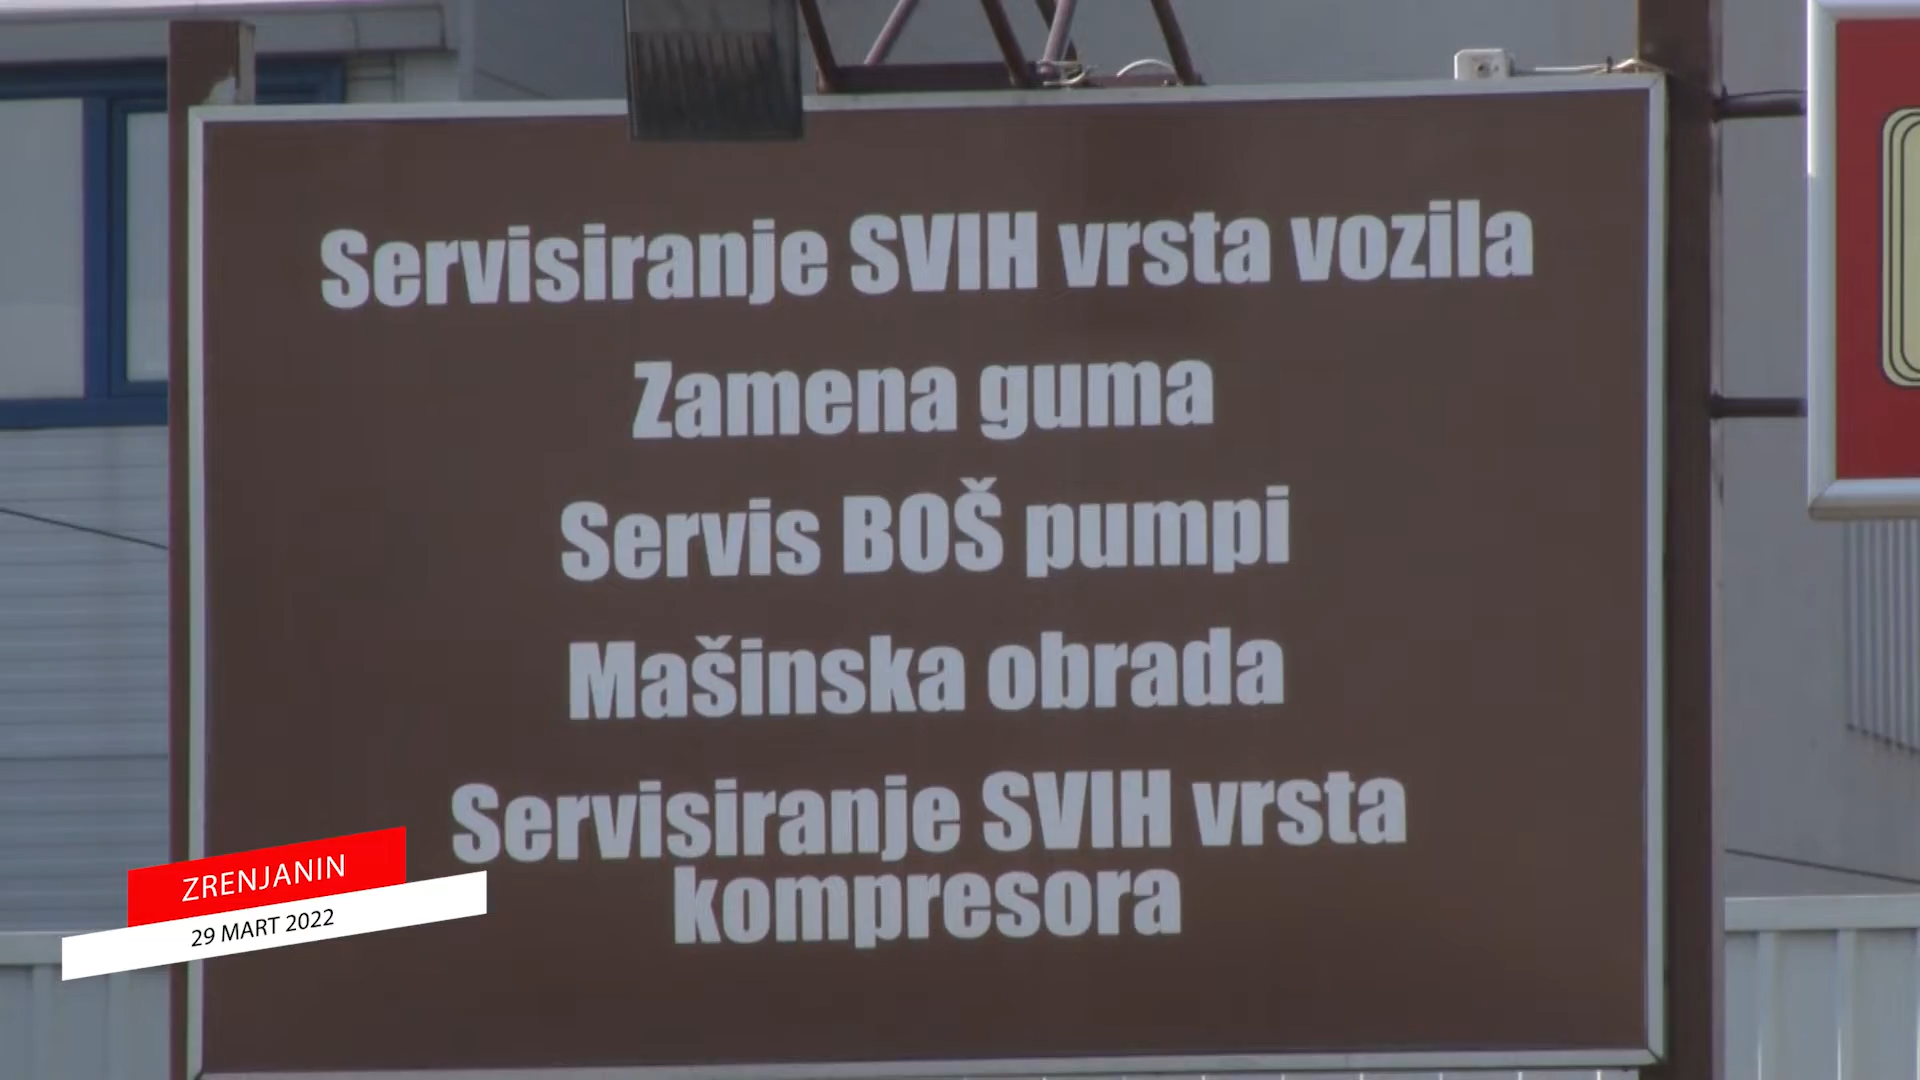 Servisiranje SVIH vrsta vozila
Zamena guma
Servis BOŠ pumpi
Mašinska obrada
Servisiranje SVIH vrsta
kompresora
ZRENJANIN
29 MART 2022